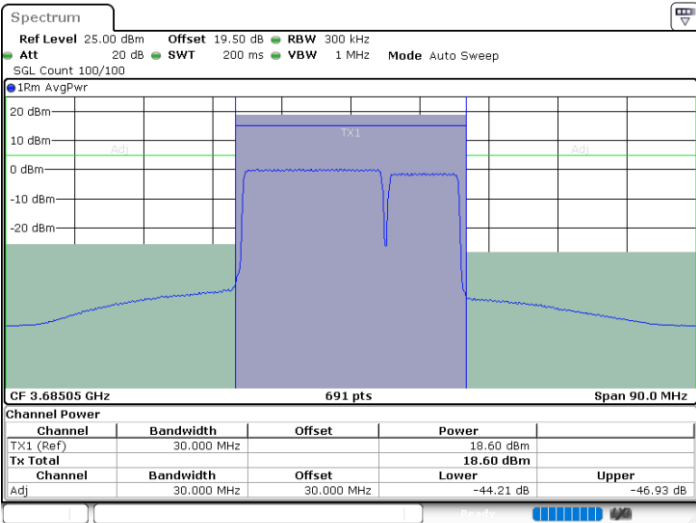 Spectrum
Ref Level 25.00 dBm Offset 19.50 dB RBW 300 kHz
Att 20 dB SWT 200 ms VBW 1 MHz Mode Auto Sweep
SGL Count 100/100
1Rm AvgPwr
20 dBm
TX1
10 dBm
Adj Adj
0 dBm
-10 dBm
-20 dBm
CF 3.68505 GHz 691 pts Span 90.0 MHz
Channel Power
Channel Bandwidth Offset Power
TX1 (Ref) 30.000 MHz 18.60 dBm
Tx Total 18.60 dBm
Channel Bandwidth Offset Lower Upper
Adj 30.000 MHz 30.000 MHz -44.21 dB -46.93 dB
Ready